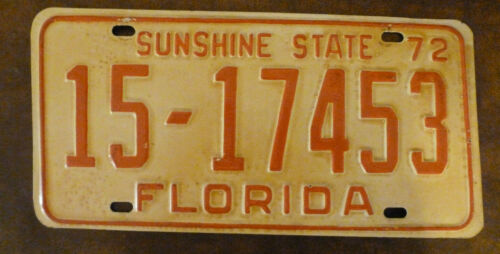 SUNSHINE STATE 72
15-17453
FLORIDA